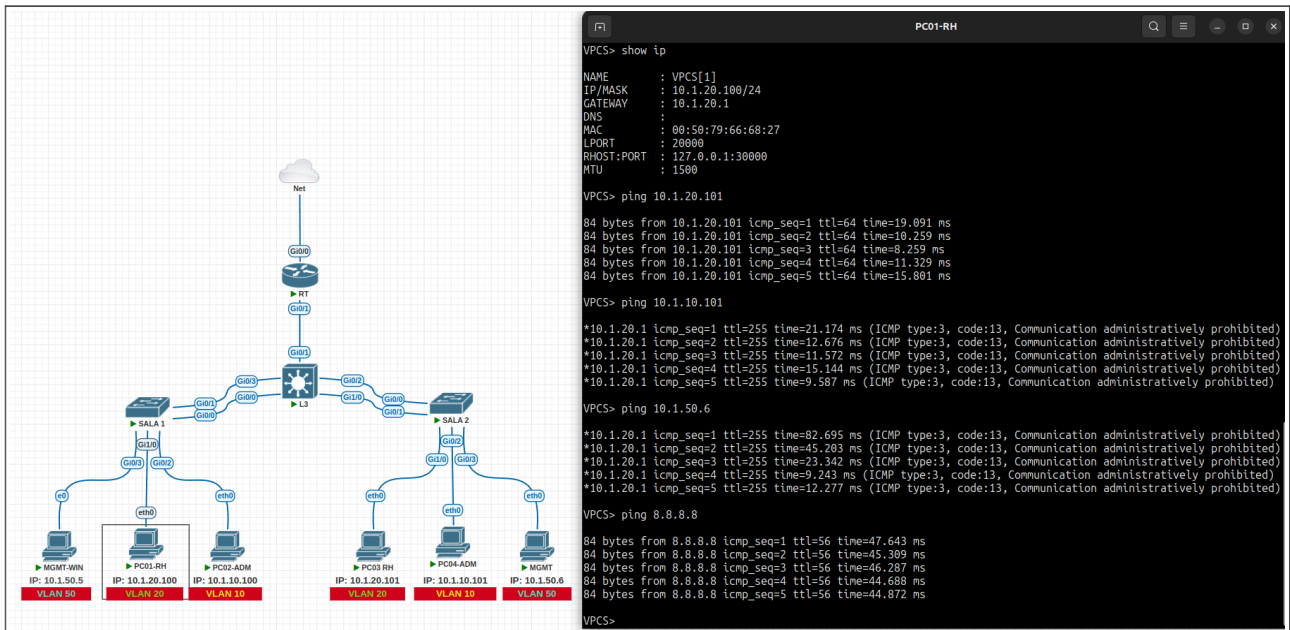 Net
Gi0/0
RT
Gi0/1
Gi0/1
Gi0/3
Gi0/2
Gi0/1
Gi0/0
L3
Gi1/0
Gi0/0
Gi0/0
Gi0/1
SALA 1
SALA 2
Gi1/0
Gi0/2
Gi0/3
Gi0/2
Gi1/0
Gi0/3
e0
eth0
eth0
eth0
eth0
eth0
MGMT-WIN
PC01-RH
PC02-ADM
PC03 RH
PC04-ADM
MGMT
IP: 10.1.50.5
IP: 10.1.20.100
IP: 10.1.10.100
IP: 10.1.20.101
IP: 10.1.10.101
IP: 10.1.50.6
VLAN 50
VLAN 20
VLAN 10
VLAN 20
VLAN 10
VLAN 50
PC01-RH
VPCS> show ip
NAME : VPCS[1]
IP/MASK : 10.1.20.100/24
GATEWAY : 10.1.20.1
DNS :
MAC : 00:50:79:66:68:27
LPORT : 20000
RHOST:PORT : 127.0.0.1:30000
MTU : 1500
VPCS> ping 10.1.20.101
84 bytes from 10.1.20.101 icmp_seq=1 ttl=64 time=19.091 ms
84 bytes from 10.1.20.101 icmp_seq=2 ttl=64 time=10.259 ms
84 bytes from 10.1.20.101 icmp_seq=3 ttl=64 time=8.259 ms
84 bytes from 10.1.20.101 icmp_seq=4 ttl=64 time=11.329 ms
84 bytes from 10.1.20.101 icmp_seq=5 ttl=64 time=15.801 ms
VPCS> ping 10.1.10.101
*10.1.20.1 icmp_seq=1 ttl=255 time=21.174 ms (ICMP type:3, code:13, Communication administratively prohibited)
*10.1.20.1 icmp_seq=2 ttl=255 time=12.676 ms (ICMP type:3, code:13, Communication administratively prohibited)
*10.1.20.1 icmp_seq=3 ttl=255 time=11.572 ms (ICMP type:3, code:13, Communication administratively prohibited)
*10.1.20.1 icmp_seq=4 ttl=255 time=15.144 ms (ICMP type:3, code:13, Communication administratively prohibited)
*10.1.20.1 icmp_seq=5 ttl=255 time=9.587 ms (ICMP type:3, code:13, Communication administratively prohibited)
VPCS> ping 10.1.50.6
*10.1.20.1 icmp_seq=1 ttl=255 time=82.695 ms (ICMP type:3, code:13, Communication administratively prohibited)
*10.1.20.1 icmp_seq=2 ttl=255 time=45.203 ms (ICMP type:3, code:13, Communication administratively prohibited)
*10.1.20.1 icmp_seq=3 ttl=255 time=23.342 ms (ICMP type:3, code:13, Communication administratively prohibited)
*10.1.20.1 icmp_seq=4 ttl=255 time=9.243 ms (ICMP type:3, code:13, Communication administratively prohibited)
*10.1.20.1 icmp_seq=5 ttl=255 time=12.277 ms (ICMP type:3, code:13, Communication administratively prohibited)
VPCS> ping 8.8.8.8
84 bytes from 8.8.8.8 icmp_seq=1 ttl=56 time=47.643 ms
84 bytes from 8.8.8.8 icmp_seq=2 ttl=56 time=45.309 ms
84 bytes from 8.8.8.8 icmp_seq=3 ttl=56 time=46.287 ms
84 bytes from 8.8.8.8 icmp_seq=4 ttl=56 time=44.688 ms
84 bytes from 8.8.8.8 icmp_seq=5 ttl=56 time=44.872 ms
VPCS>